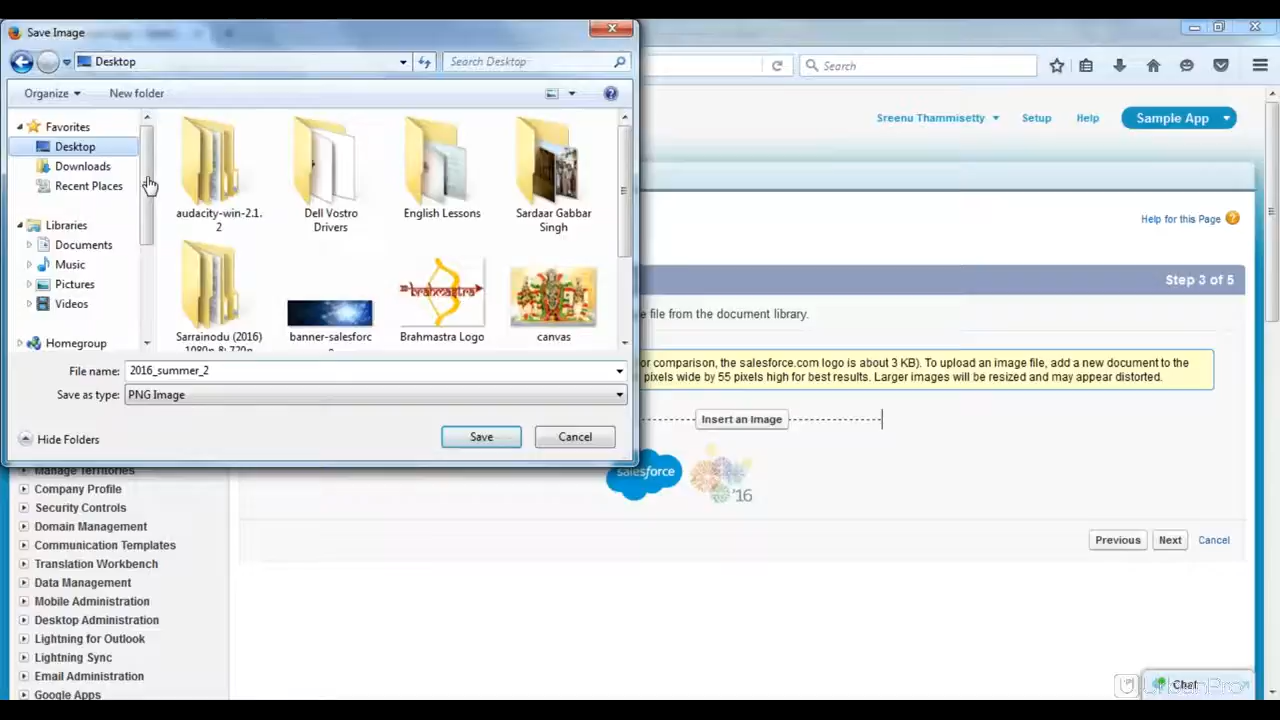 Save Image
Desktop
Search Desktop
Search
Organize
New folder
Favorites
Desktop
Downloads
Recent Places
Libraries
Documents
Music
Pictures
Videos
Homegroup
audacity-win-2.1.
2
Dell Vostro
Drivers
English Lessons
Sardaar Gabbar
Singh
Sarrainodu (2016)
1080p & 720p
banner-salesforc
brahmastra
Brahmastra Logo
canvas
File name: 2016_summer_2
Save as type: PNG Image
Hide Folders
Save
Cancel
Sreenu Thammisetty
Setup
Help
Sample App
Help for this Page
Step 3 of 5
e file from the document library.
or comparison, the salesforce.com logo is about 3 KB). To upload an image file, add a new document to the
pixels wide by 55 pixels high for best results. Larger images will be resized and may appear distorted.
Insert an Image
salesforce
'16
Previous
Next
Cancel
Manage Territories
Company Profile
Security Controls
Domain Management
Communication Templates
Translation Workbench
Data Management
Mobile Administration
Desktop Administration
Lightning for Outlook
Lightning Sync
Email Administration
Google Apps
Chat
UrbanPro